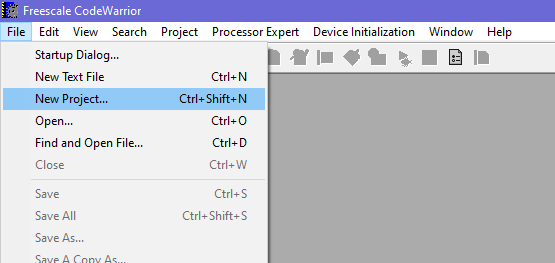 Freescale CodeWarrior
File Edit View Search Project Processor Expert Device Initialization Window Help
Startup Dialog...
New Text File Ctrl+N
New Project... Ctrl+Shift+N
Open... Ctrl+O
Find and Open File... Ctrl+D
Close Ctrl+W
Save Ctrl+S
Save All Ctrl+Shift+S
Save As...
Save A Copy As...